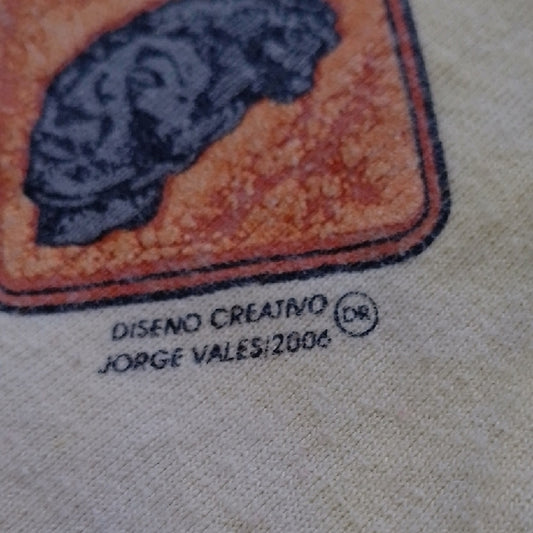 DISENO CREATIVO DR
JORGE VALES/2006